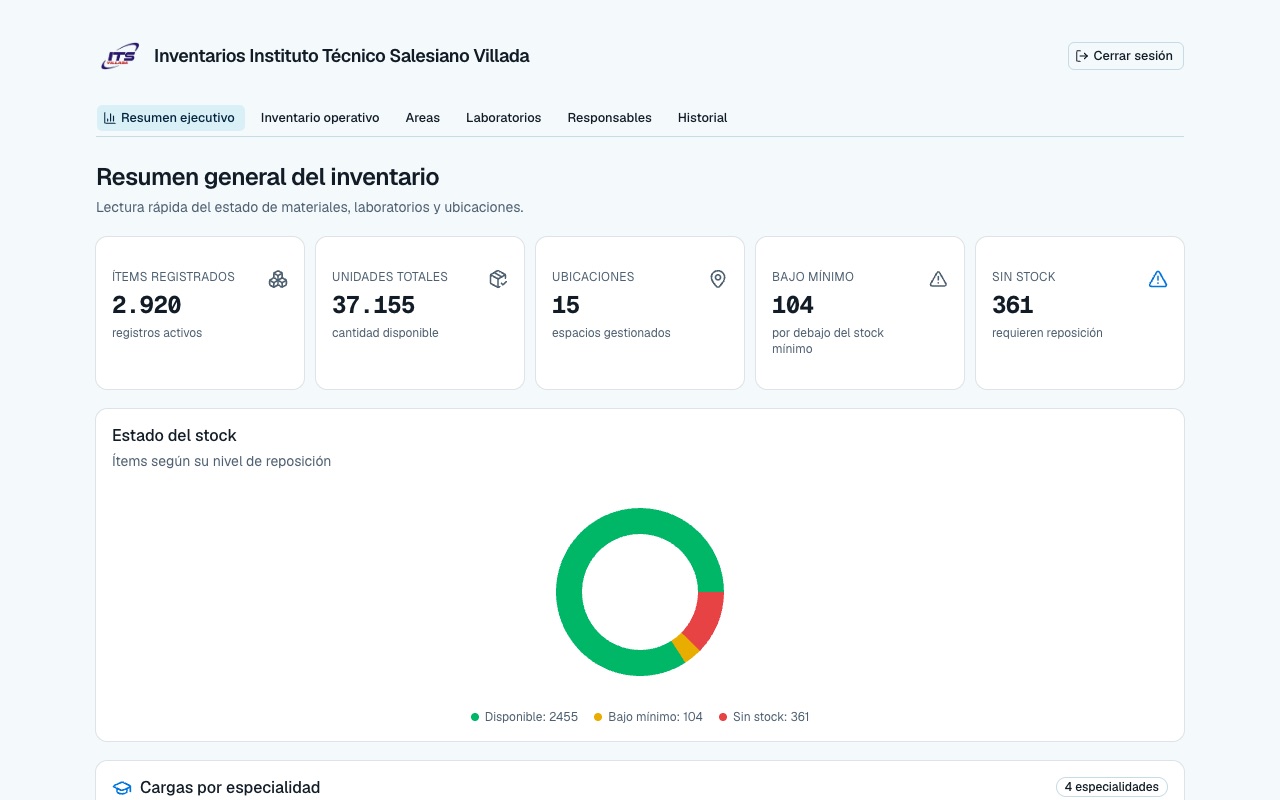 ITS
VILLADA
Inventarios Instituto Técnico Salesiano Villada
Cerrar sesión
Resumen ejecutivo
Inventario operativo
Areas
Laboratorios
Responsables
Historial
Resumen general del inventario
Lectura rápida del estado de materiales, laboratorios y ubicaciones.
ÍTEMS REGISTRADOS
2.920
registros activos
UNIDADES TOTALES
37.155
cantidad disponible
UBICACIONES
15
espacios gestionados
BAJO MÍNIMO
104
por debajo del stock
mínimo
SIN STOCK
361
requieren reposición
Estado del stock
Ítems según su nivel de reposición
Disponible: 2455
Bajo mínimo: 104
Sin stock: 361
Cargas por especialidad
4 especialidades